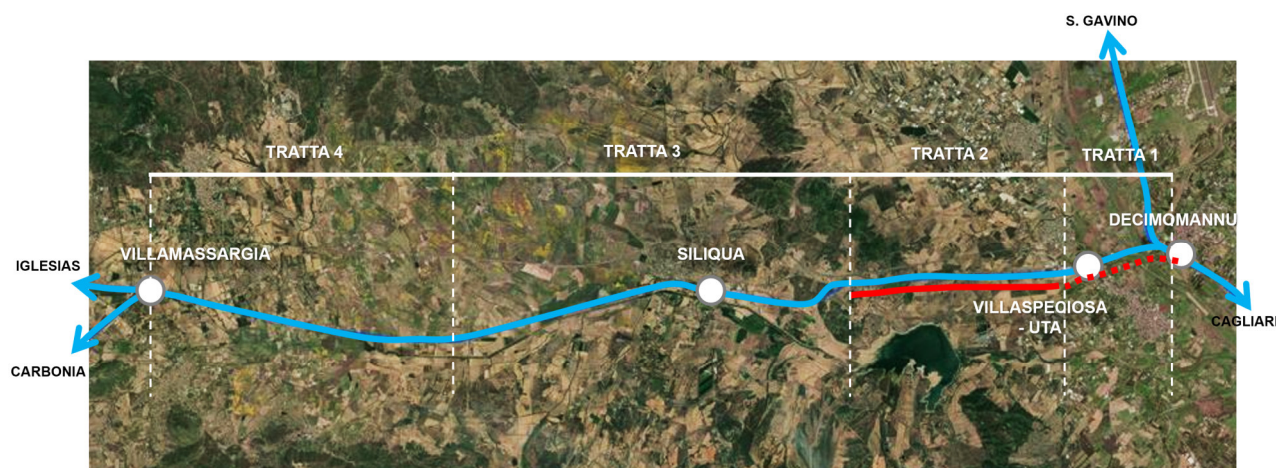 S. GAVINO
TRATTA 4
TRATTA 3
TRATTA 2
TRATTA 1
DECIMOMANNU
VILLAMASSARGIA
SILIQUA
IGLESIAS
VILLASPECIOSA
- UTA
CAGLIARI
CARBONIA